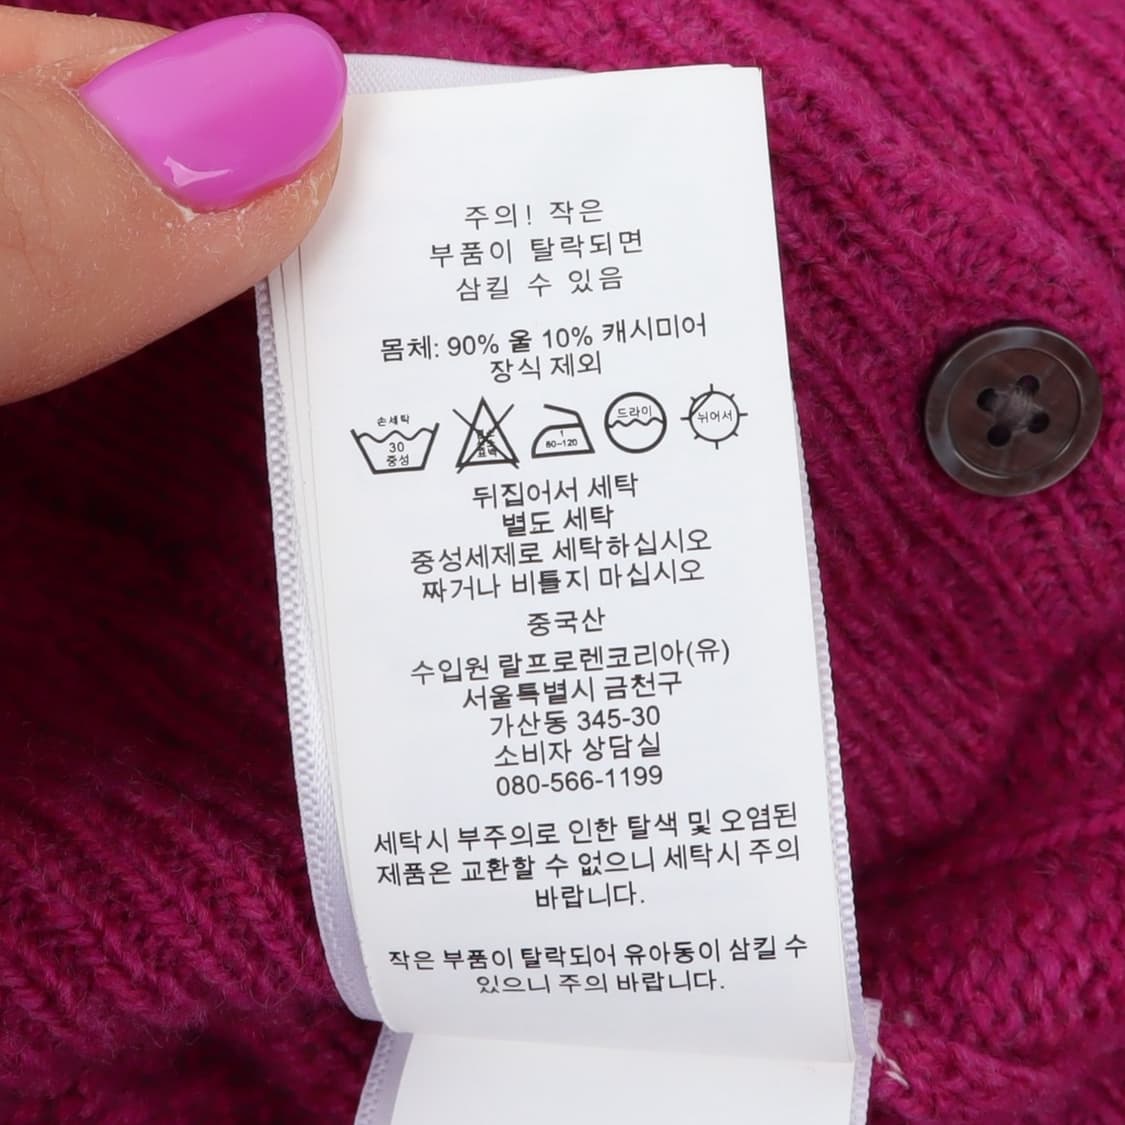 주의! 작은
부품이 탈락되면
삼킬 수 있음
몸체: 90% 울 10% 캐시미어
장식 제외
손세탁
30
중성
표백
1
80-120
드라이
뉘어서
뒤집어서 세탁
별도 세탁
중성세제로 세탁하십시오
짜거나 비틀지 마십시오
중국산
수입원 랄프로렌코리아(유)
서울특별시 금천구
가산동 345-30
소비자 상담실
080-566-1199
세탁시 부주의로 인한 탈색 및 오염된
제품은 교환할 수 없으니 세탁시 주의
바랍니다.
작은 부품이 탈락되어 유아동이 삼킬 수
있으니 주의 바랍니다.